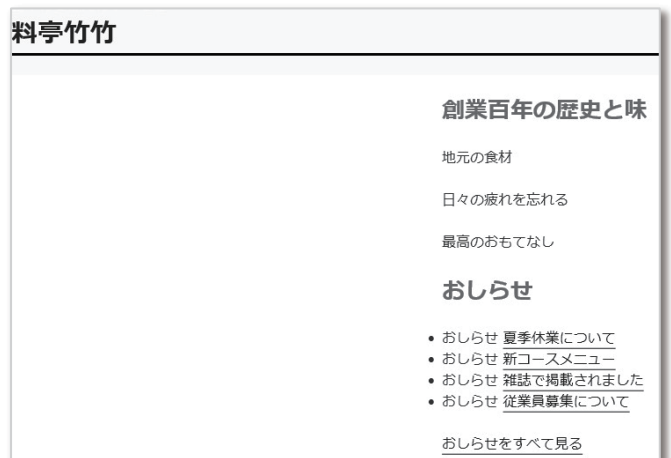 料亭竹竹
創業百年の歴史と味
地元の食材
日々の疲れを忘れる
最高のおもてなし
おしらせ
• おしらせ 夏季休業について
• おしらせ 新コースメニュー
• おしらせ 雑誌で掲載されました
• おしらせ 従業員募集について
おしらせをすべて見る